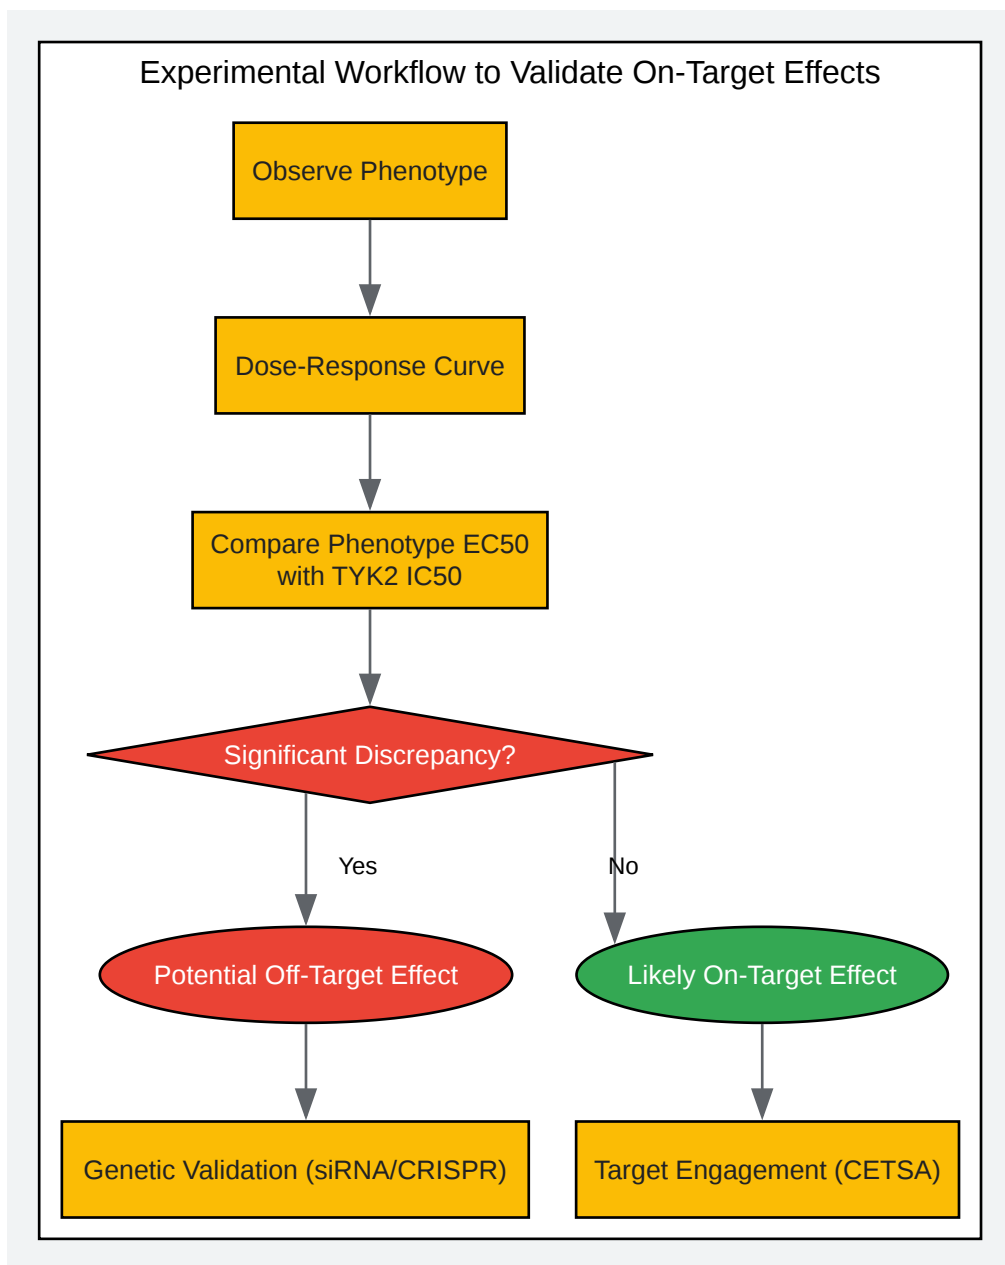 Experimental Workflow to Validate On-Target Effects
Observe Phenotype
Dose-Response Curve
Compare Phenotype EC50
with TYK2 IC50
Significant Discrepancy?
Yes
No
Potential Off-Target Effect
Likely On-Target Effect
Genetic Validation (siRNA/CRISPR)
Target Engagement (CETSA)